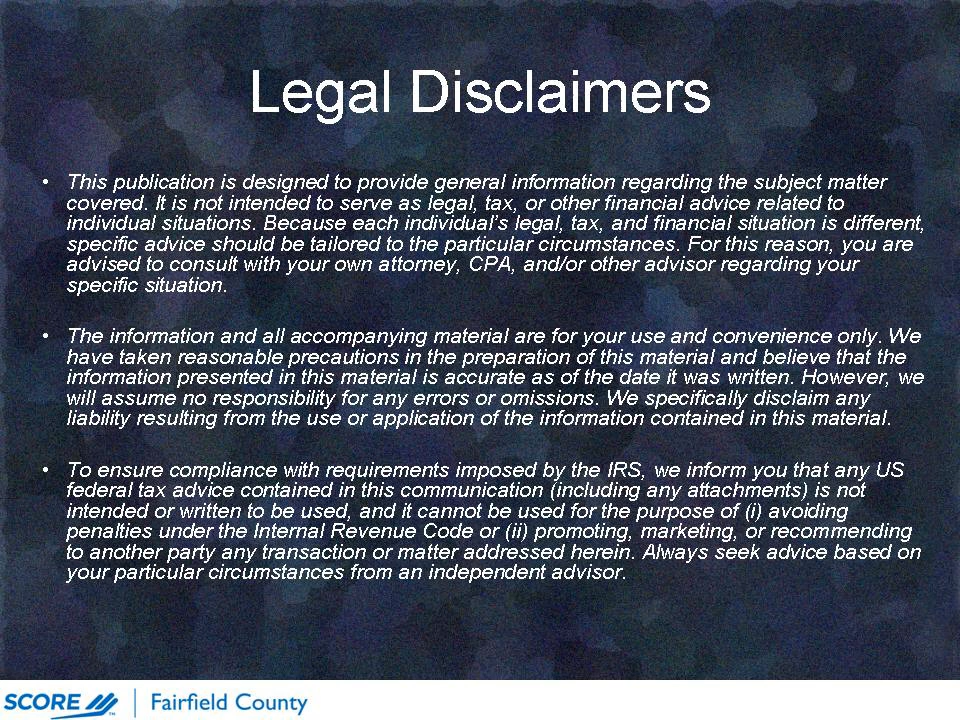 Legal Disclaimers
• This publication is designed to provide general information regarding the subject matter
covered. It is not intended to serve as legal, tax, or other financial advice related to
individual situations. Because each individual's legal, tax, and financial situation is different,
specific advice should be tailored to the particular circumstances. For this reason, you are
advised to consult with your own attorney, CPA, and/or other advisor regarding your
specific situation.
• The information and all accompanying material are for your use and convenience only. We
have taken reasonable precautions in the preparation of this material and believe that the
information presented in this material is accurate as of the date it was written. However, we
will assume no responsibility for any errors or omissions. We specifically disclaim any
liability resulting from the use or application of the information contained in this material.
• To ensure compliance with requirements imposed by the IRS, we inform you that any US
federal tax advice contained in this communication (including any attachments) is not
intended or written to be used, and it cannot be used for the purpose of (i) avoiding
penalties under the Internal Revenue Code or (ii) promoting, marketing, or recommending
to another party any transaction or matter addressed herein. Always seek advice based on
your particular circumstances from an independent advisor.
SCORE™ | Fairfield County